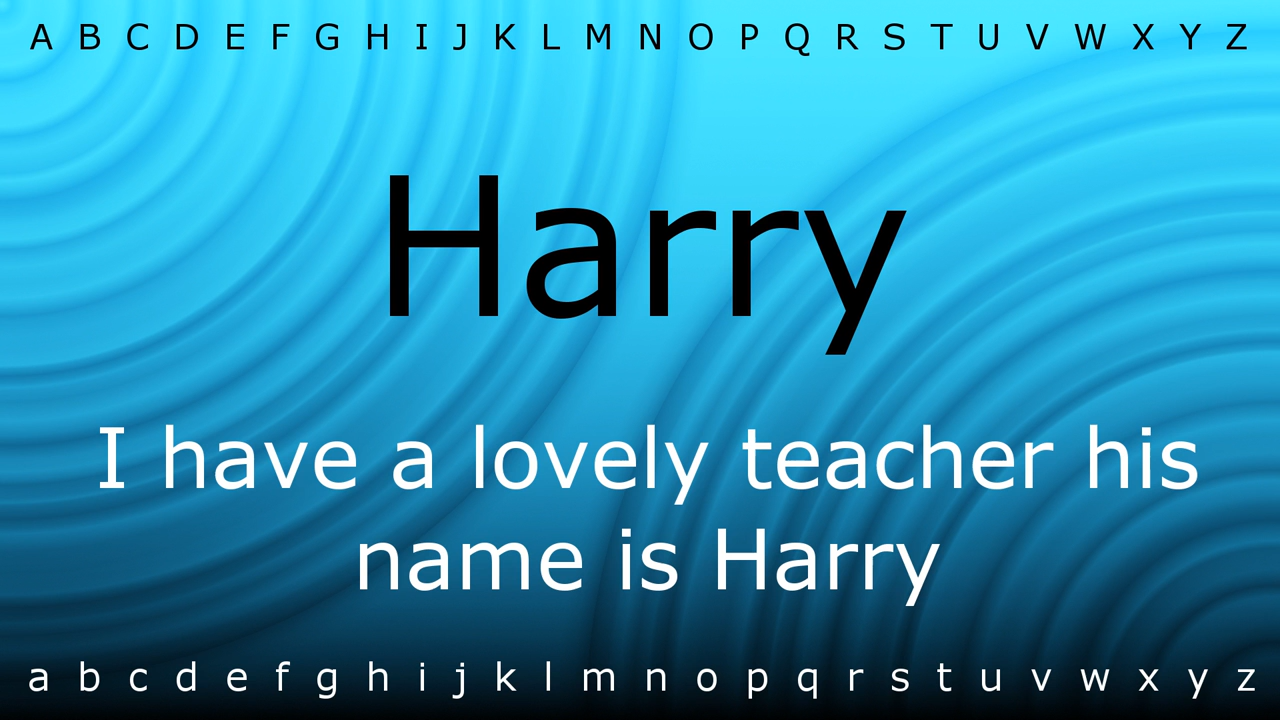 A B C D E F G H I J K L M N O P Q R S T U V W X Y Z
Harry
I have a lovely teacher his
name is Harry
a b c d e f g h i j k l m n o p q r s t u v w x y z